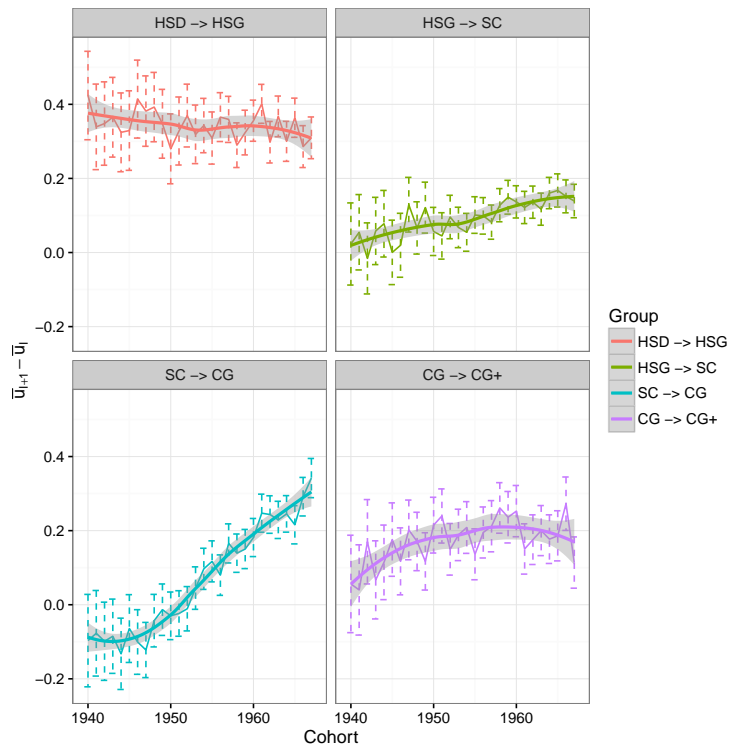 HSD −> HSG
HSG −> SC
0.4
0.2
0.0
−0.2
SC −> CG
CG −> CG+
0.4
0.2
0.0
−0.2
1940 1950 1960
1940 1950 1960
Cohort
u̅ₗ₊₁ − u̅ₗ
Group
HSD −> HSG
HSG −> SC
SC −> CG
CG −> CG+